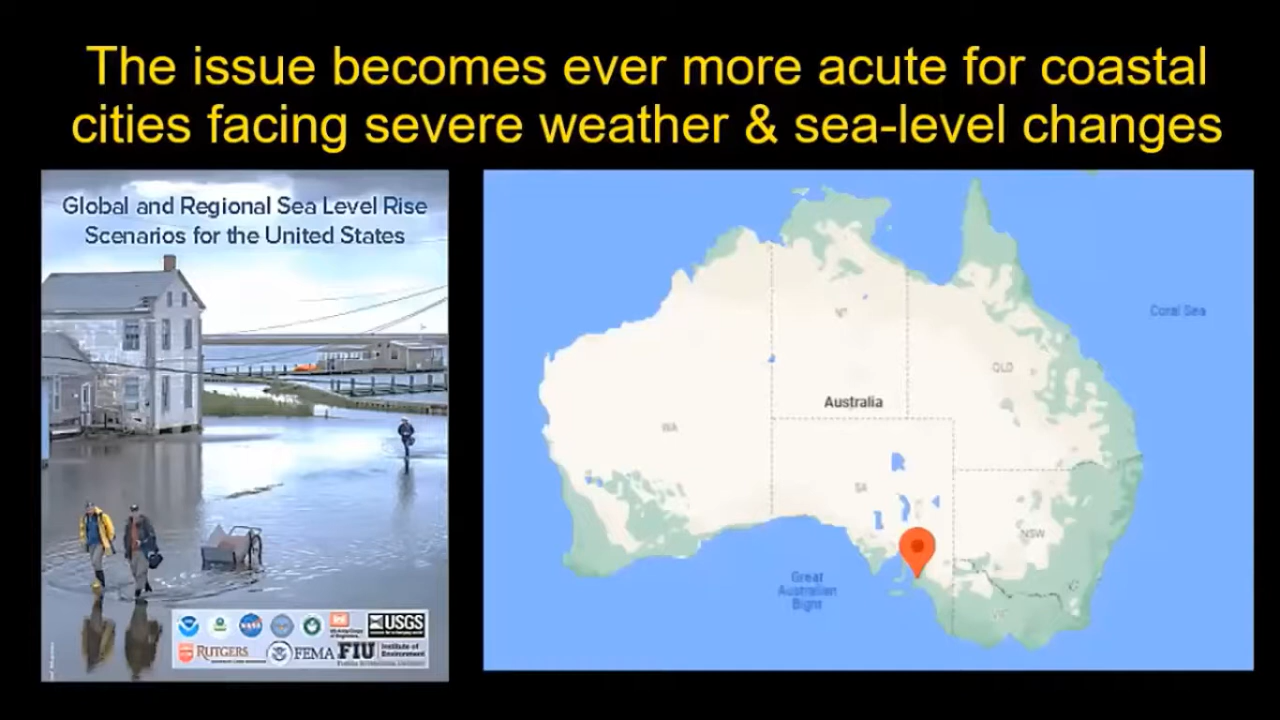 The issue becomes ever more acute for coastal
cities facing severe weather & sea-level changes
Global and Regional Sea Level Rise
Scenarios for the United States
NASA
USGS
RUTGERS
FEMA
FIU
Institute of
Environment
Coral Sea
NT
QLD
Australia
WA
SA
NSW
Great
Australian
Bight